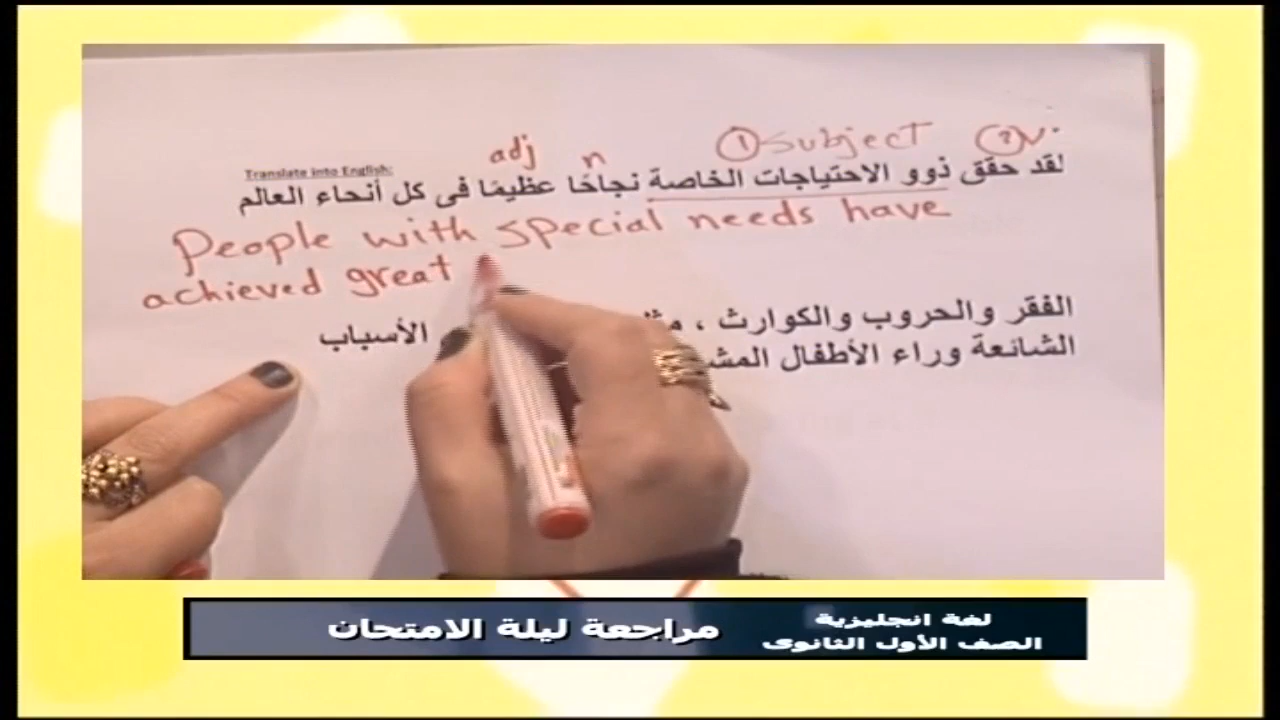 adj n ① subject ② v.
Translate into English:
لقد حقق ذوو الاحتياجات الخاصة نجاحًا عظيمًا فى كل أنحاء العالم
People with special needs have
achieved great
الفقر والحروب والكوارث ،
الأسباب
الشائعة وراء الأطفال
لغة انجليزية
الصف الأول الثانوى
مراجعة ليلة الامتحان